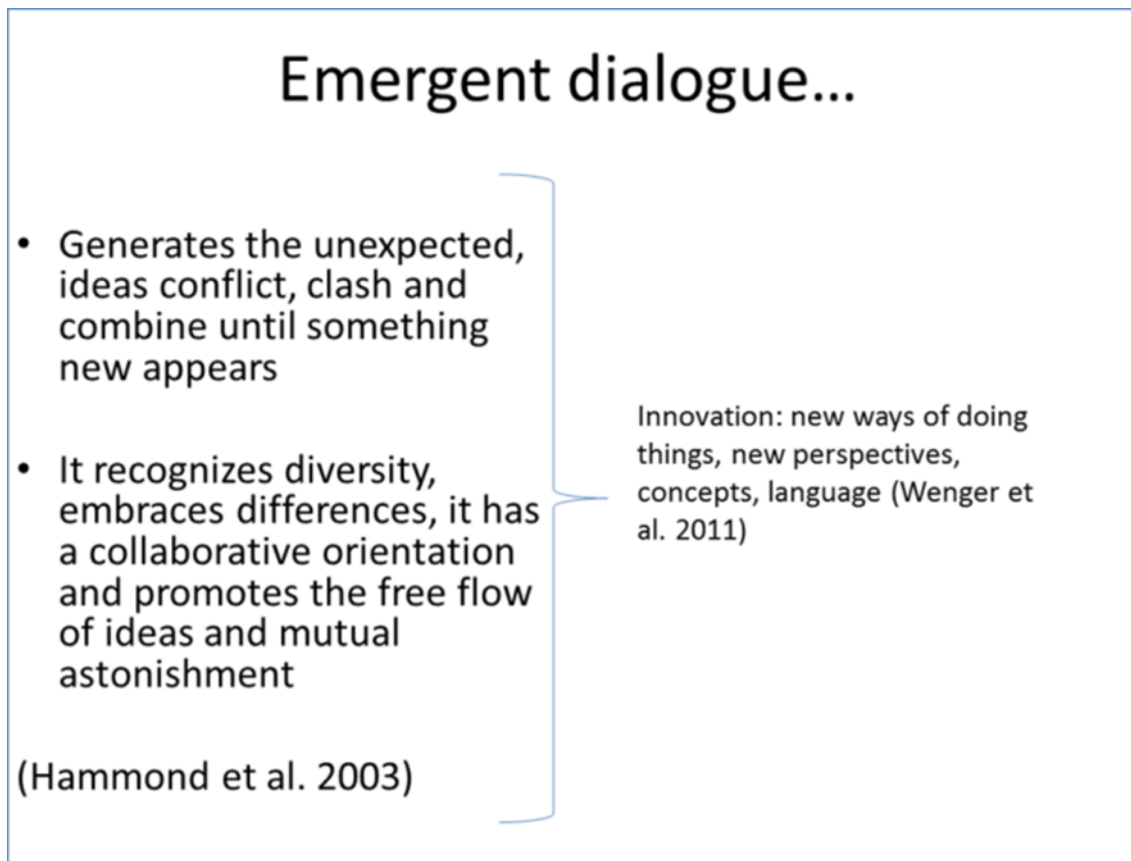 Emergent dialogue...
• Generates the unexpected,
ideas conflict, clash and
combine until something
new appears
• It recognizes diversity,
embraces differences, it has
a collaborative orientation
and promotes the free flow
of ideas and mutual
astonishment
(Hammond et al. 2003)
Innovation: new ways of doing
things, new perspectives,
concepts, language (Wenger et
al. 2011)